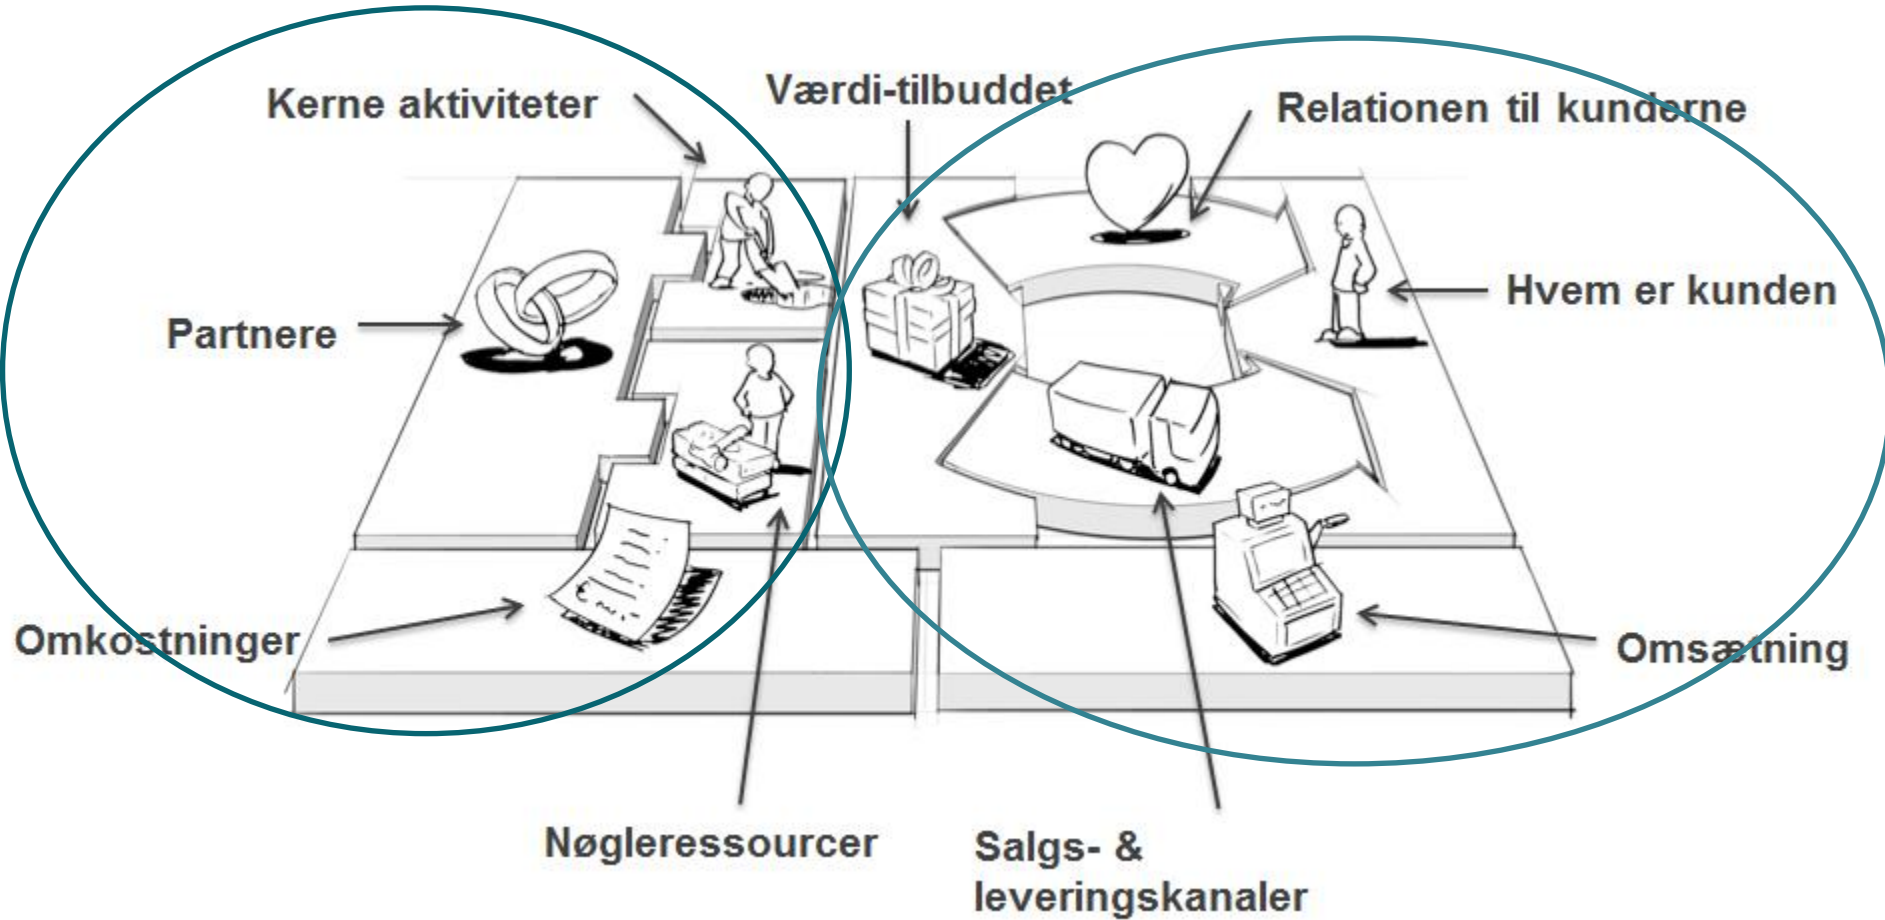 Kerne aktiviteter
Værdi-tilbuddet
Relationen til kunderne
Partnere
Hvem er kunden
Omkostninger
Omsætning
Nøgleressourcer
Salgs- &
leveringskanaler